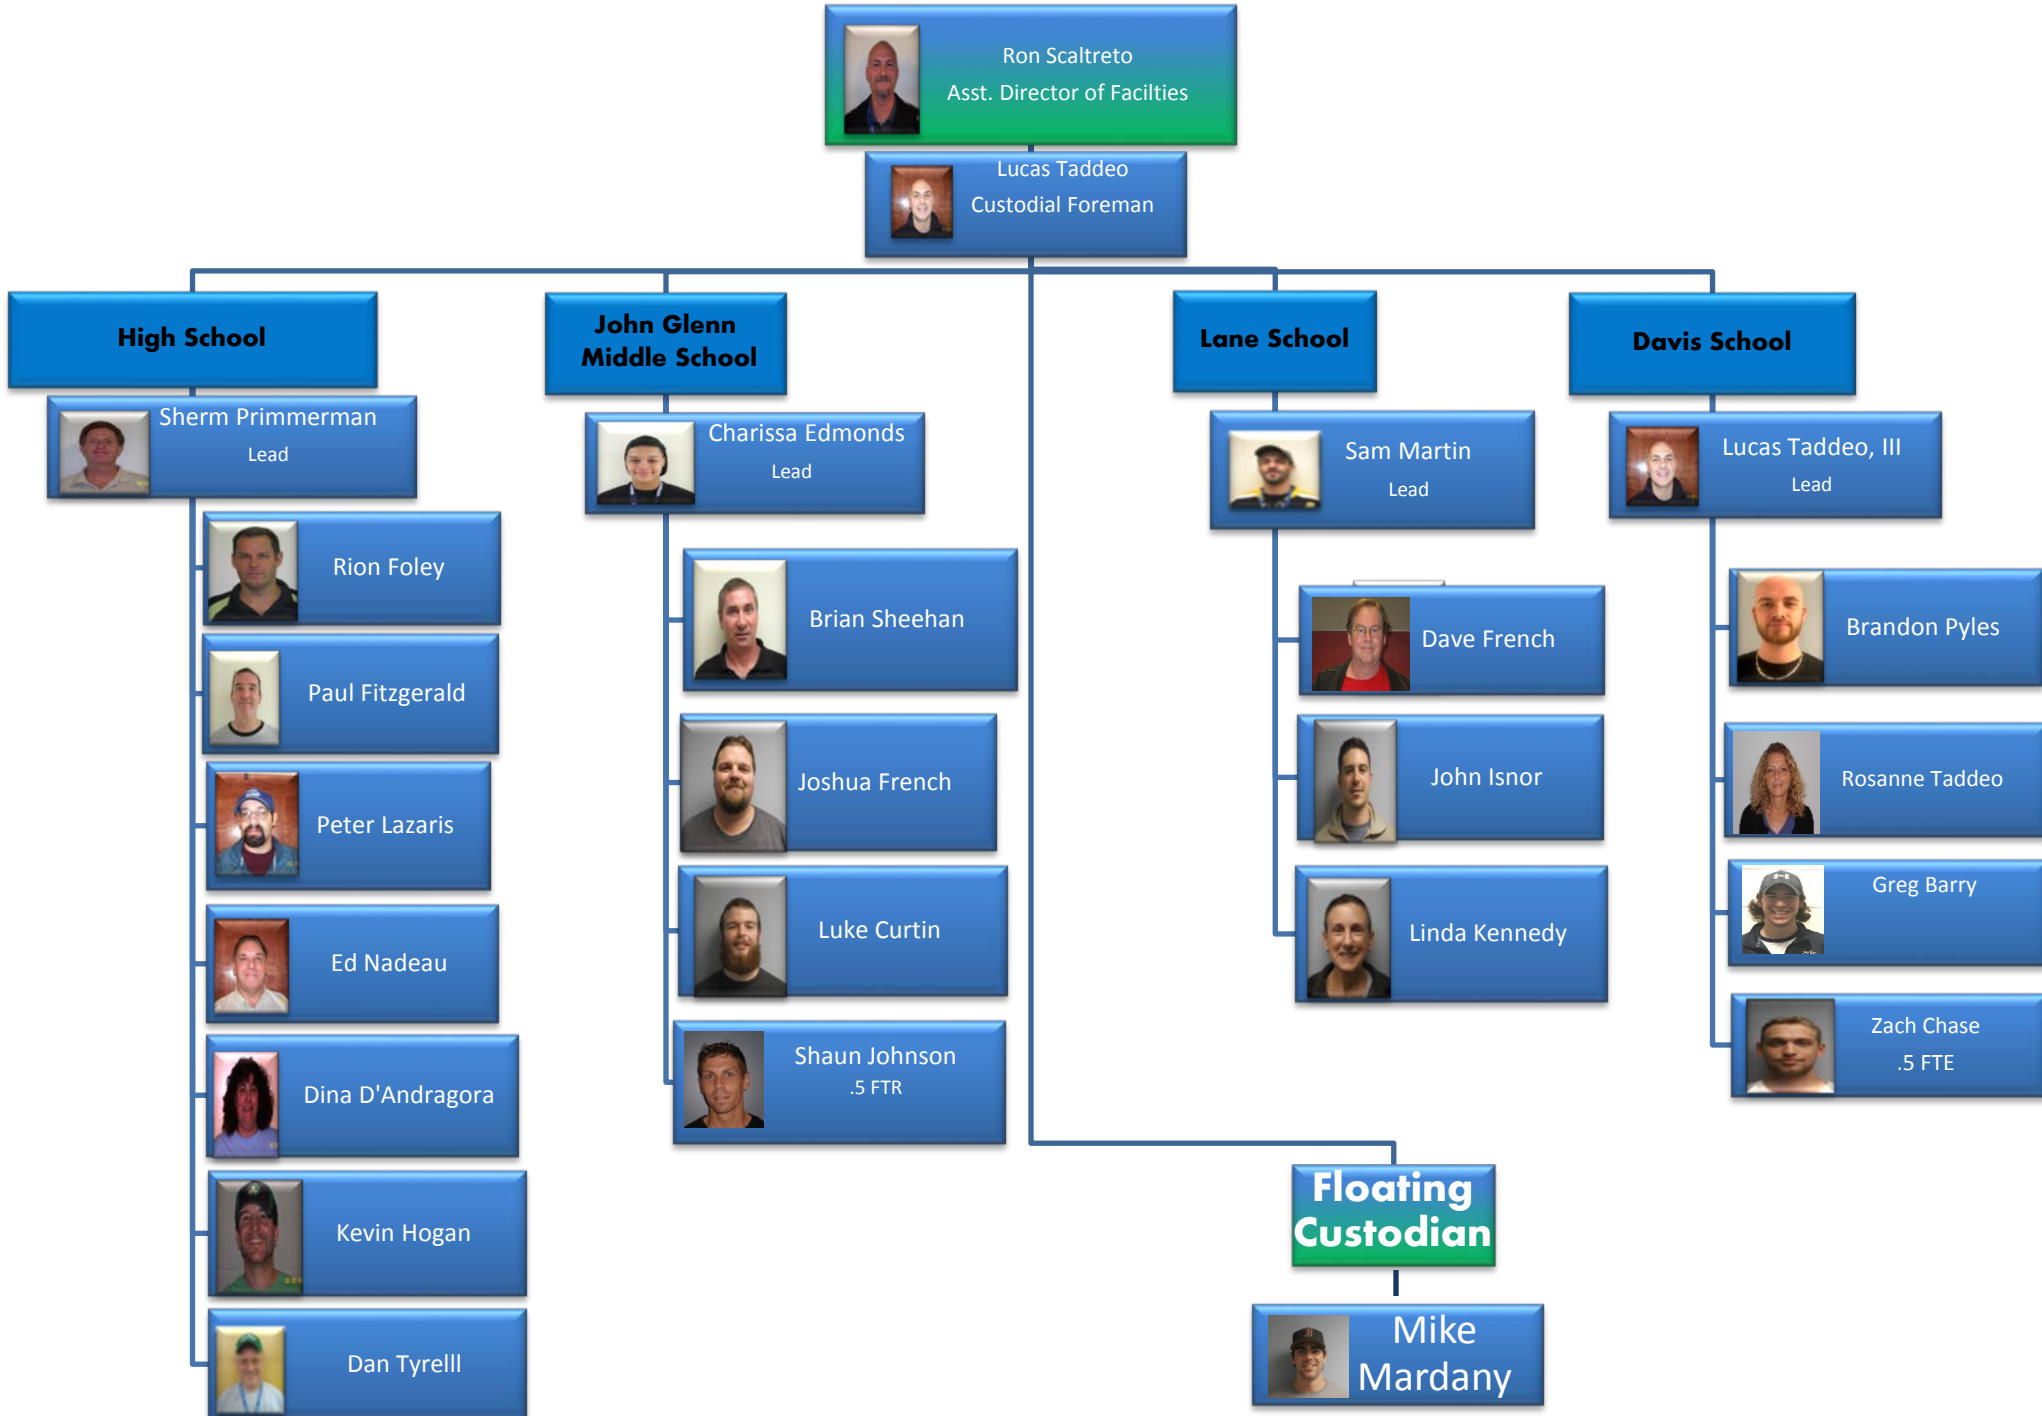 Ron Scaltreto
Asst. Director of Facilties
Lucas Taddeo
Custodial Foreman
High School
Sherm Primmerman
Lead
Rion Foley
Paul Fitzgerald
Peter Lazaris
Ed Nadeau
Dina D'Andragora
Kevin Hogan
Dan Tyrelll
John Glenn
Middle School
Charissa Edmonds
Lead
Brian Sheehan
Joshua French
Luke Curtin
Shaun Johnson
.5 FTR
Lane School
Sam Martin
Lead
Dave French
John Isnor
Linda Kennedy
Davis School
Lucas Taddeo, III
Lead
Brandon Pyles
Rosanne Taddeo
Greg Barry
Zach Chase
.5 FTE
Floating
Custodian
Mike
Mardany